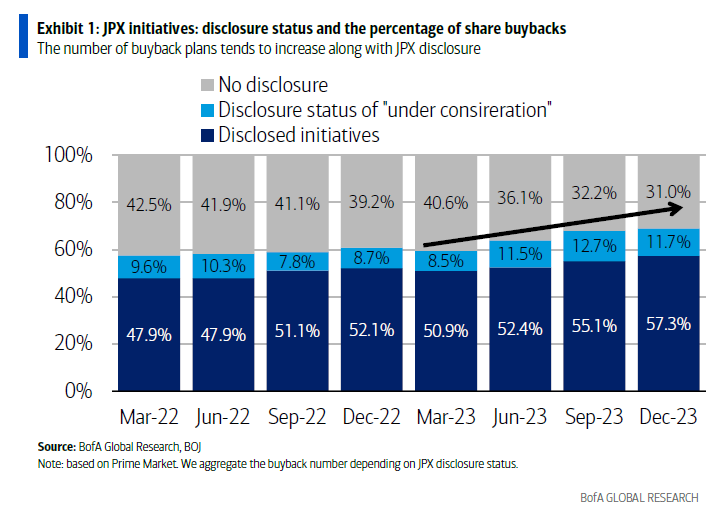 Exhibit 1: JPX initiatives: disclosure status and the percentage of share buybacks
The number of buyback plans tends to increase along with JPX disclosure
No disclosure
Disclosure status of "under consireration"
Disclosed initiatives
100%
80%
60%
40%
20%
0%
42.5% 41.9% 41.1% 39.2% 40.6% 36.1% 32.2% 31.0%
9.6% 10.3% 7.8% 8.7% 8.5% 11.5% 12.7% 11.7%
47.9% 47.9% 51.1% 52.1% 50.9% 52.4% 55.1% 57.3%
Mar-22 Jun-22 Sep-22 Dec-22 Mar-23 Jun-23 Sep-23 Dec-23
Source: BofA Global Research, BOJ
Note: based on Prime Market. We aggregate the buyback number depending on JPX disclosure status.
BofA GLOBAL RESEARCH